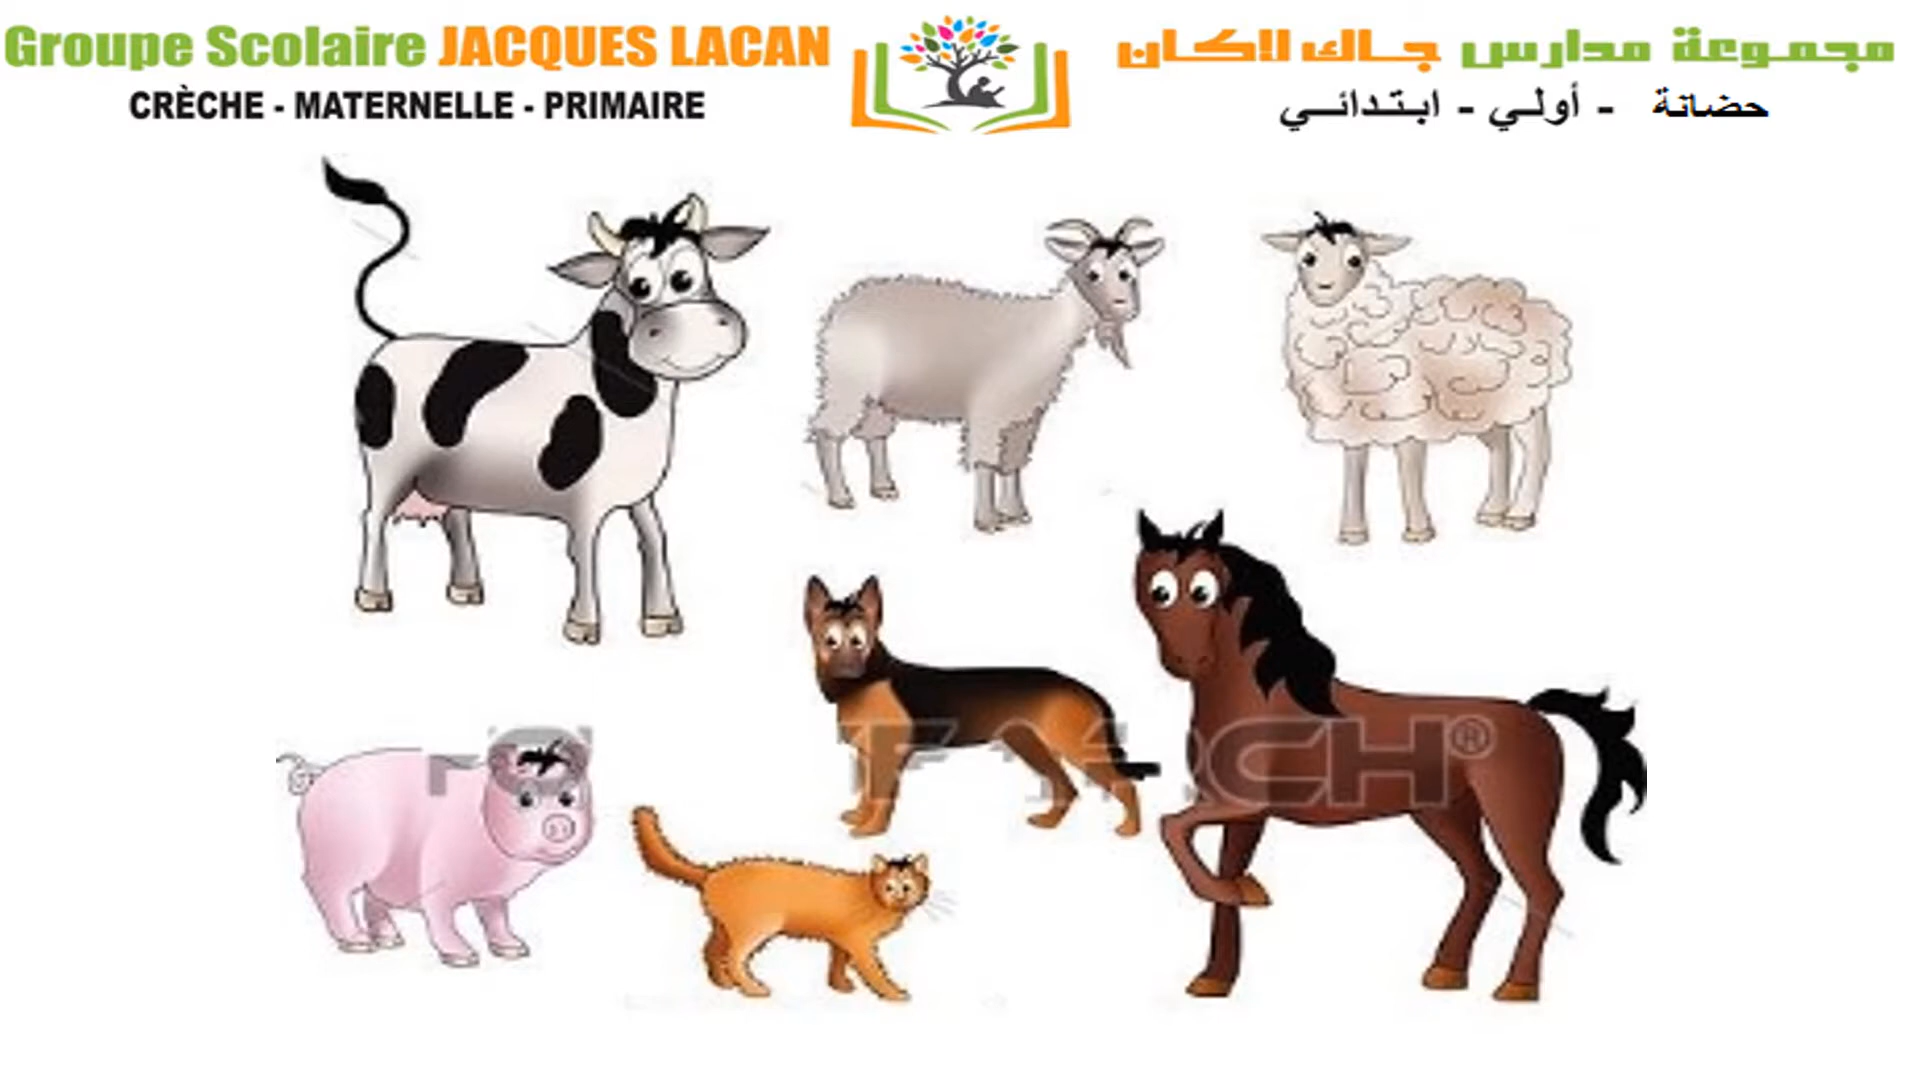 Groupe Scolaire JACQUES LACAN
CRÈCHE - MATERNELLE - PRIMAIRE
مجموعة مدارس جاك لاكان
حضانة - أولي - ابتدائي